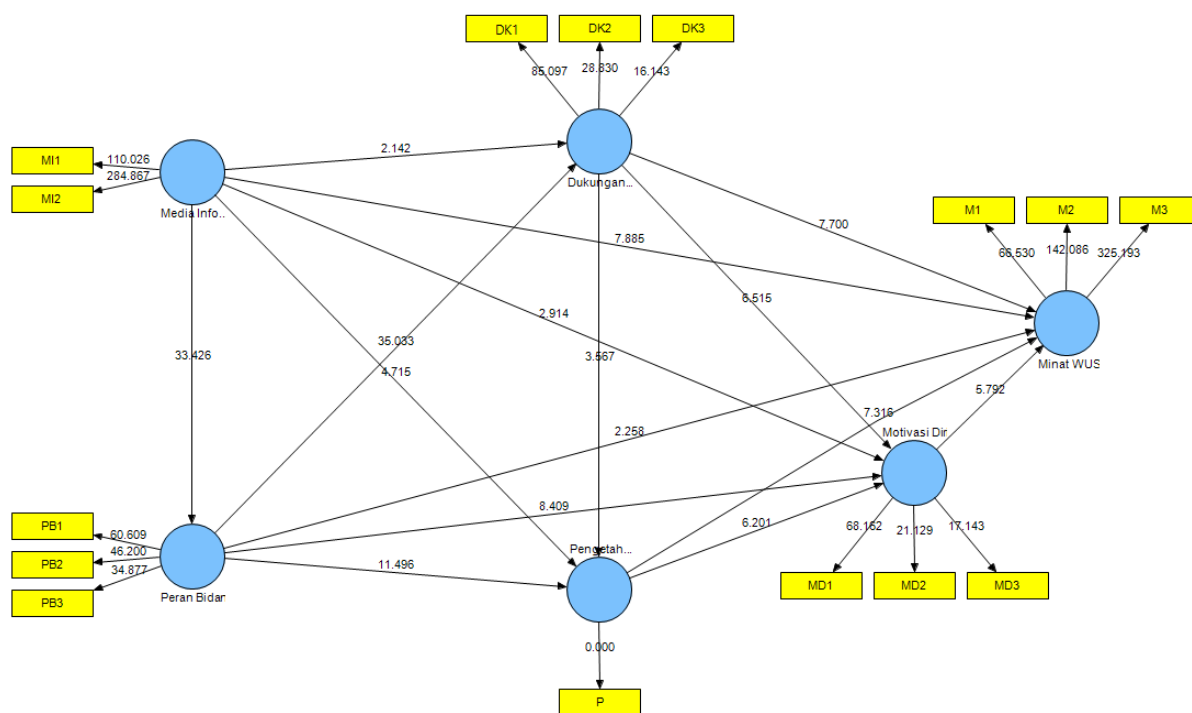 DK1
DK2
DK3
85.097
28.830
16.143
MI1
MI2
110.026
284.867
Media Info..
2.142
Dukungan...
M1
M2
M3
66.530
142.086
325.193
7.700
7.885
Minat WUS
6.515
2.914
33.426
35.033
3.567
4.715
5.792
7.316
2.258
Motivasi Dir
8.409
6.201
11.496
PB1
PB2
PB3
60.609
46.200
34.877
Peran Bidan
Pengetah...
68.162
21.129
17.143
MD1
MD2
MD3
0.000
P